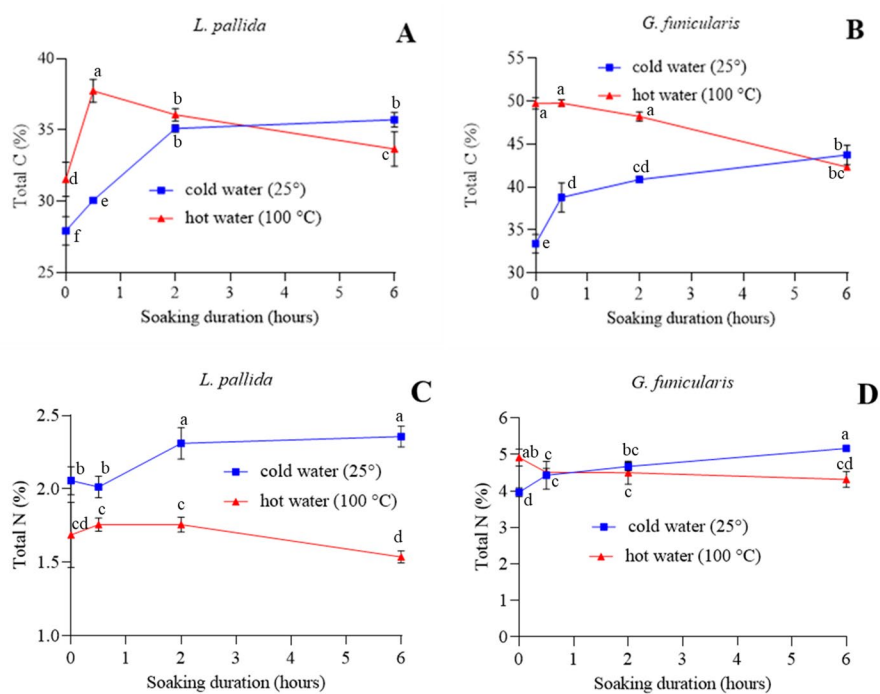 L. pallida
A
40
35
30
25
Total C (%)
a
b
b
b
c
d
e
f
cold water (25°)
hot water (100 °C)
0 1 2 3 4 5 6
Soaking duration (hours)
G. funicularis
B
55
50
45
40
35
30
Total C (%)
cold water (25°)
hot water (100 °C)
a
a
a
b
bc
d
cd
e
0 1 2 3 4 5 6
Soaking duration (hours)
L. pallida
C
2.5
2.0
1.5
1.0
Total N (%)
b
b
a
a
cd
c
c
d
cold water (25°)
hot water (100 °C)
0 1 2 3 4 5 6
Soaking duration (hours)
G. funicularis
D
6
5
4
3
2
1
0
Total N (%)
ab
c
bc
a
d
c
c
cd
cold water (25°)
hot water (100 °C)
0 1 2 3 4 5 6
Soaking duration (hours)